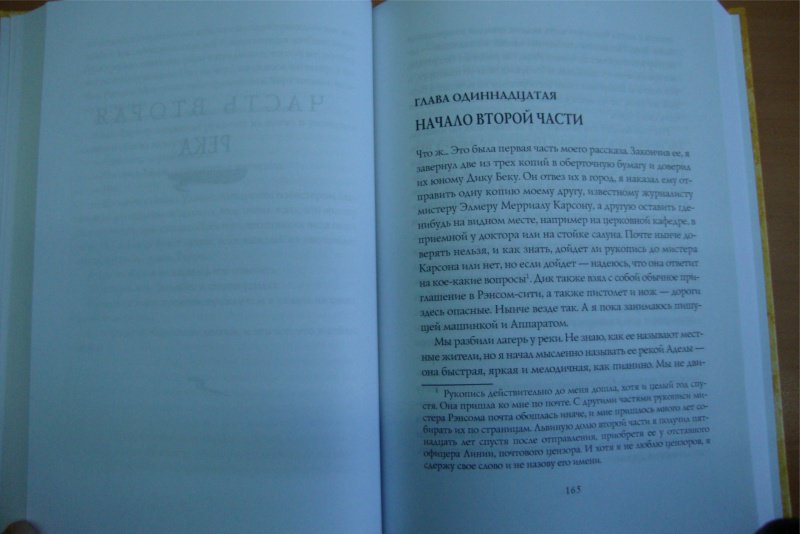 ЧАСТЬ ВТОРАЯ
РЕКА
ГЛАВА ОДИННАДЦАТАЯ
НАЧАЛО ВТОРОЙ ЧАСТИ
Что ж... Это была первая часть моего рассказа. Закончив ее, я
завернул две из трех копий в оберточную бумагу и доверил
их юному Дику Беку. Он отвез их в город, я наказал ему от-
править одну копию моему другу, известному журналисту
мистеру Элмеру Мерриалу Карсону, а другую оставить где-
нибудь на видном месте, например на церковной кафедре, в
приемной у доктора или на стойке салуна. Почте нынче до-
верять нельзя, и как знать, дойдет ли рукопись до мистера
Карсона или нет, но если дойдет — надеюсь, что она ответит
на кое-какие вопросы¹. Дик также взял с собой обычное при-
глашение в Рэнсом-сити, а также пистолет и нож — дороги
здесь опасные. Нынче везде так. А я пока занимаюсь пишу-
щей машинкой и Аппаратом.
Мы разбили лагерь у реки. Не знаю, как ее называют мест-
ные жители, но я начал мысленно называть ее рекой Аделы —
она быстрая, яркая и мелодичная, как пианино. Мы не дви-
¹ Рукопись действительно до меня дошла, хотя и целый год спу-
стя. Она пришла ко мне по почте. С другими частями рукописи ми-
стера Рэнсома почта обошлась иначе, и мне пришлось много лет со-
бирать их по страницам. Львиную долю второй части я получил пят-
надцать лет спустя после отправления, приобретя ее у отставного
офицера Линии, почтового цензора. И хотя я не люблю цензоров, я
сдержу свое слово и не назову его имени.
165